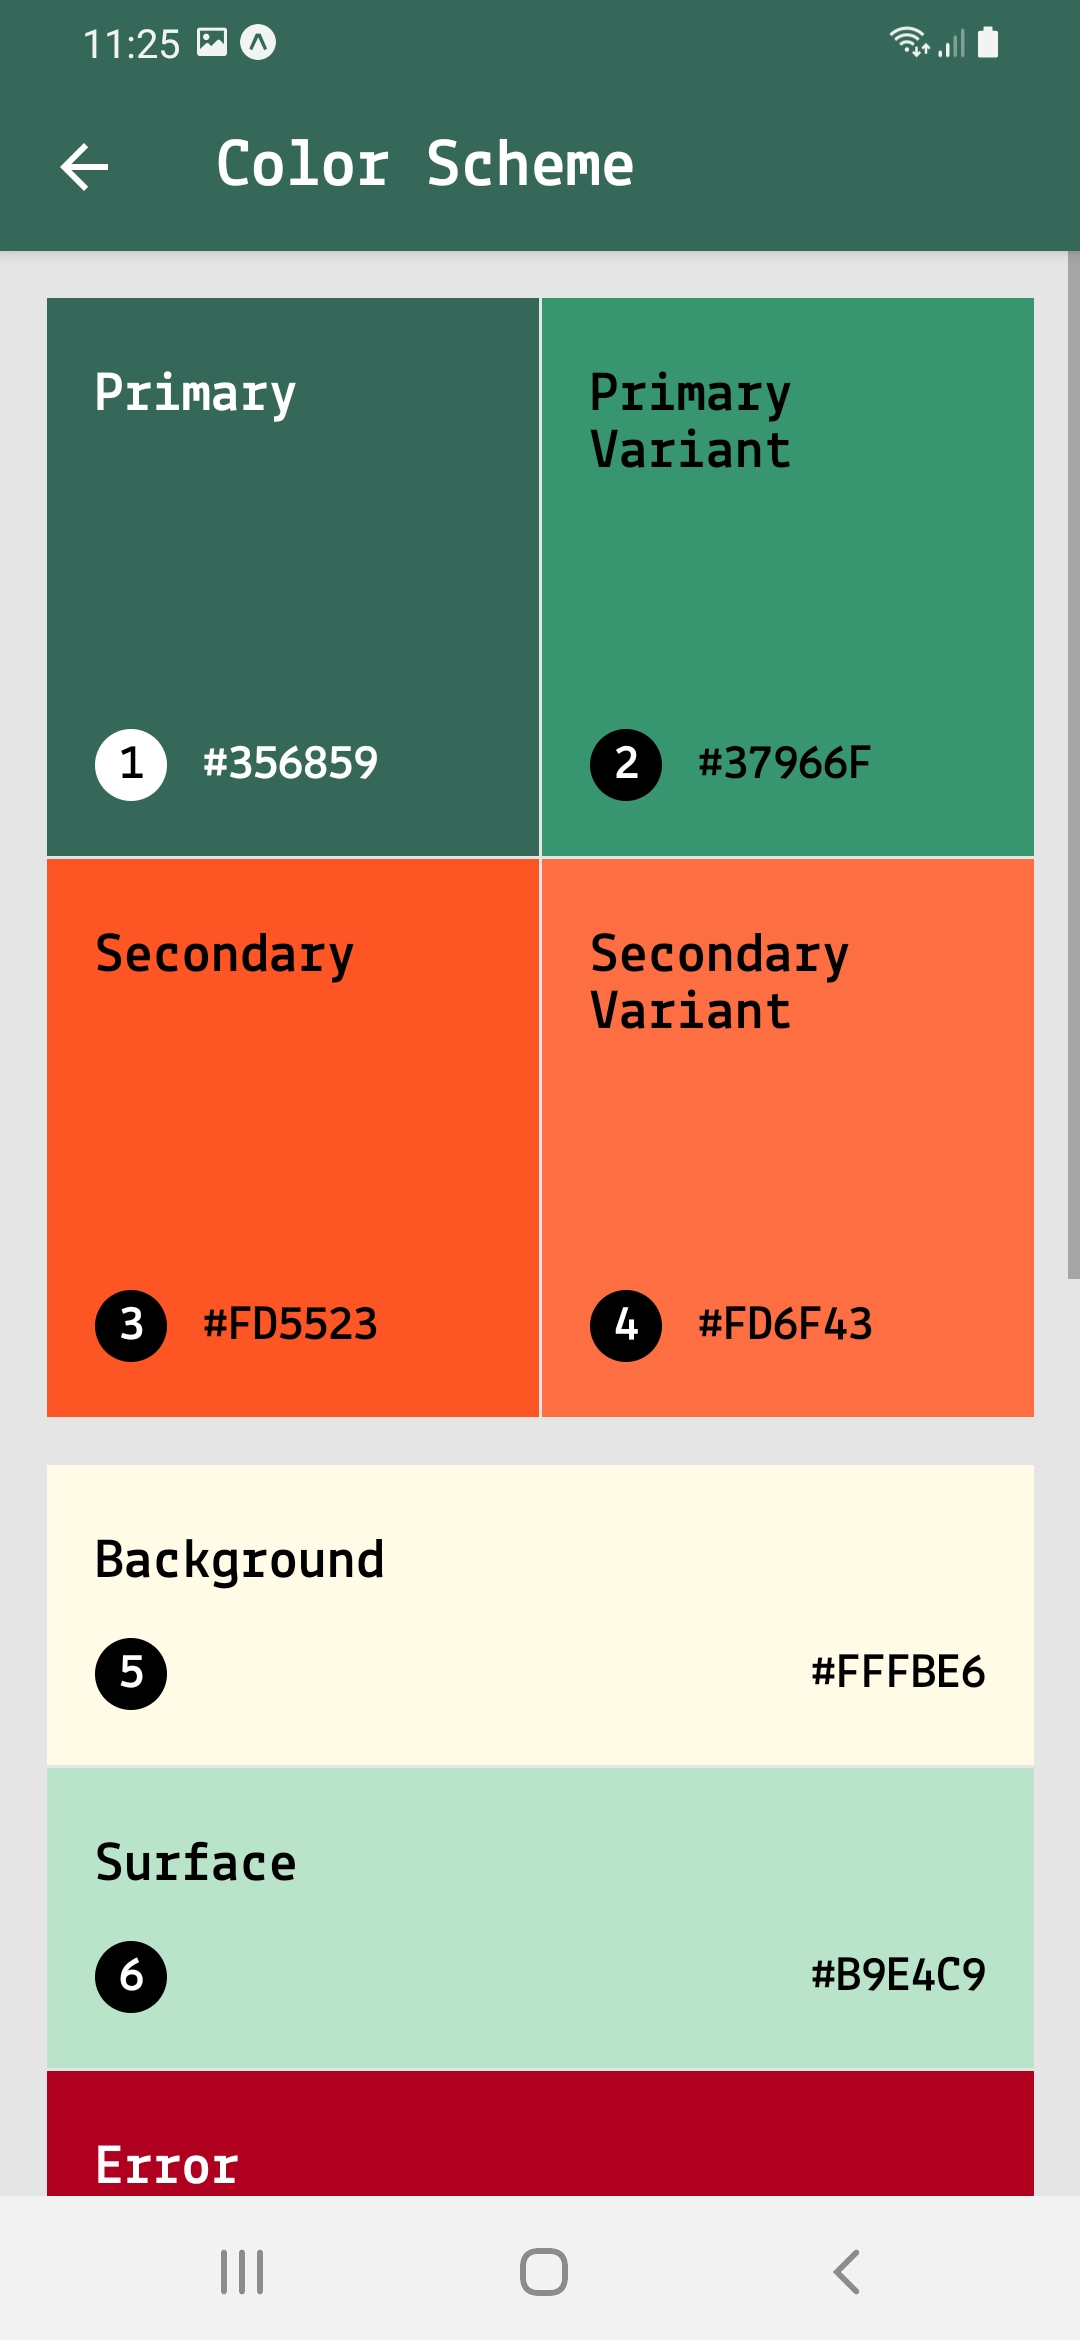 11:25
Color Scheme
Primary
1 #356859
Primary
Variant
2 #37966F
Secondary
3 #FD5523
Secondary
Variant
4 #FD6F43
Background
5 #FFFBE6
Surface
6 #B9E4C9
Error